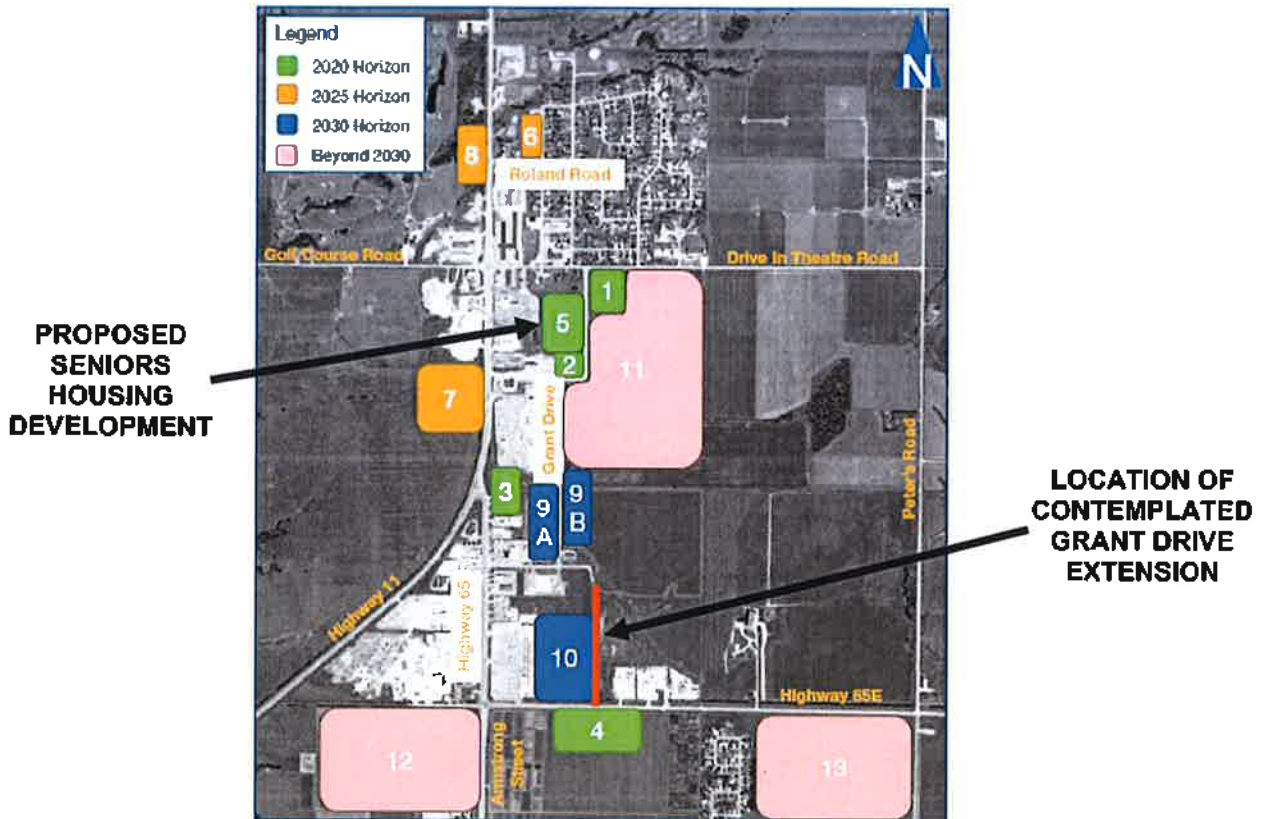 Legend
2020 Horizon
2025 Horizon
2030 Horizon
Beyond 2030
N
6
8
Roland Road
Golf Course Road
Drive In Theatre Road
1
5
2
11
PROPOSED
SENIORS
HOUSING
DEVELOPMENT
7
Grant Drive
Peter's Road
3
9
A
9
B
LOCATION OF
CONTEMPLATED
GRANT DRIVE
EXTENSION
Highway 11
Highway 65
10
Highway 65E
4
Armstrong
Street
12
13